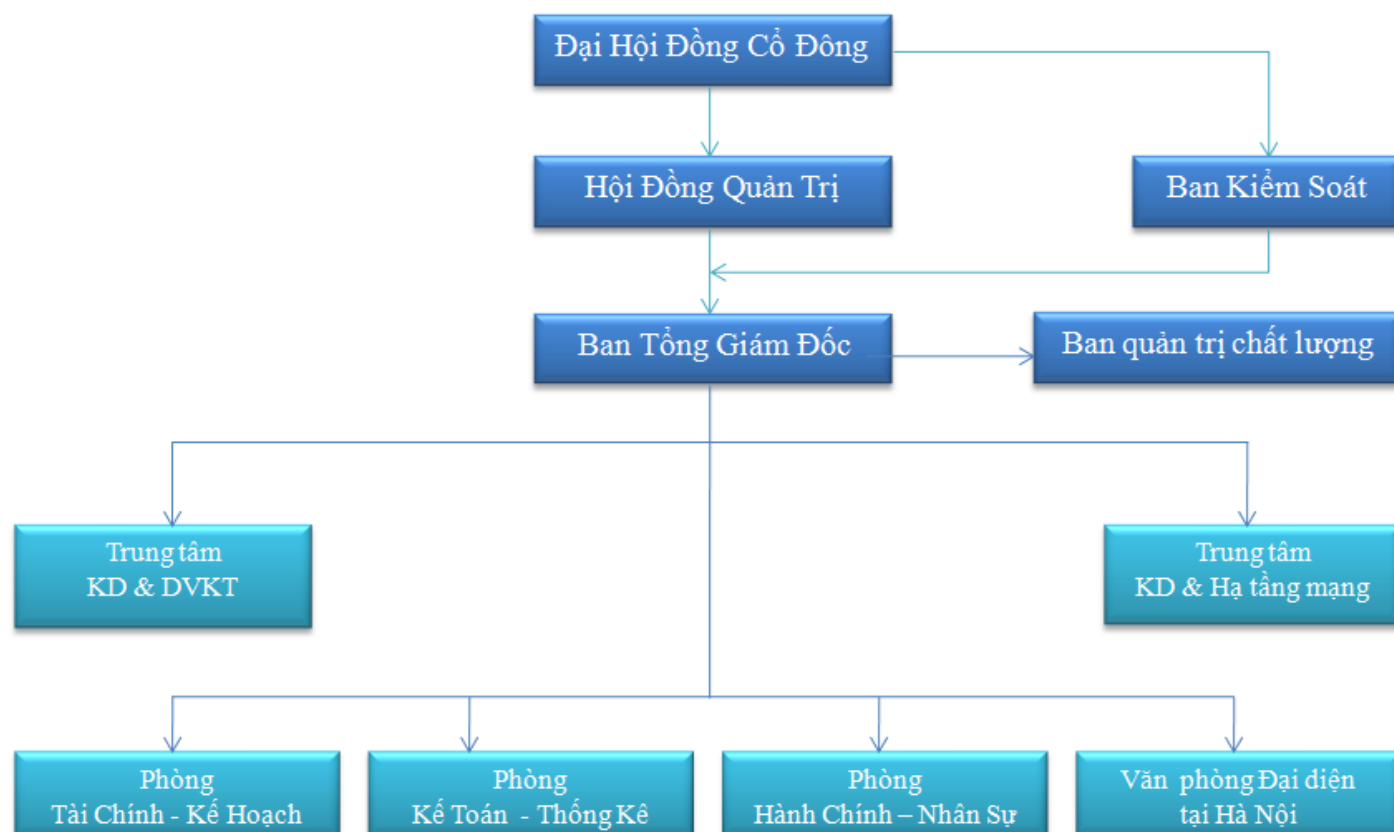 Đại Hội Đồng Cổ Đông
Hội Đồng Quản Trị
Ban Kiểm Soát
Ban Tổng Giám Đốc
Ban quản trị chất lượng
Trung tâm
KD & DVKT
Trung tâm
KD & Hạ tầng mạng
Phòng
Tài Chính - Kế Hoạch
Phòng
Kế Toán - Thống Kê
Phòng
Hành Chính – Nhân Sự
Văn phòng Đại diện
tại Hà Nội